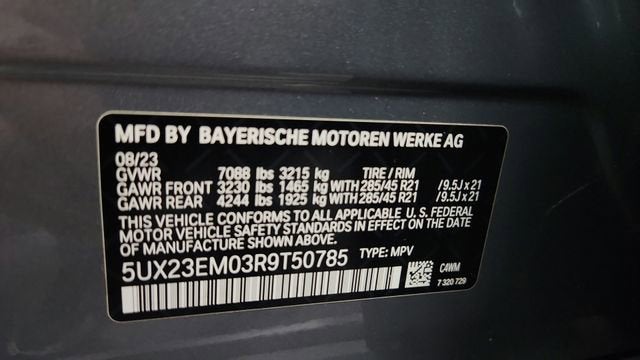 MFD BY BAYERISCHE MOTOREN WERKE AG
08/23
GVWR 7088 lbs 3215 kg TIRE / RIM
GAWR FRONT 3230 lbs 1465 kg WITH 285/45 R21 /9.5J x 21
GAWR REAR 4244 lbs 1925 kg WITH 285/45 R21 /9.5J x 21
THIS VEHICLE CONFORMS TO ALL APPLICABLE U. S. FEDERAL
MOTOR VEHICLE SAFETY STANDARDS IN EFFECT ON THE DATE
OF MANUFACTURE SHOWN ABOVE.
5UX23EM03R9T50785 TYPE: MPV
C4WM
7 320 729